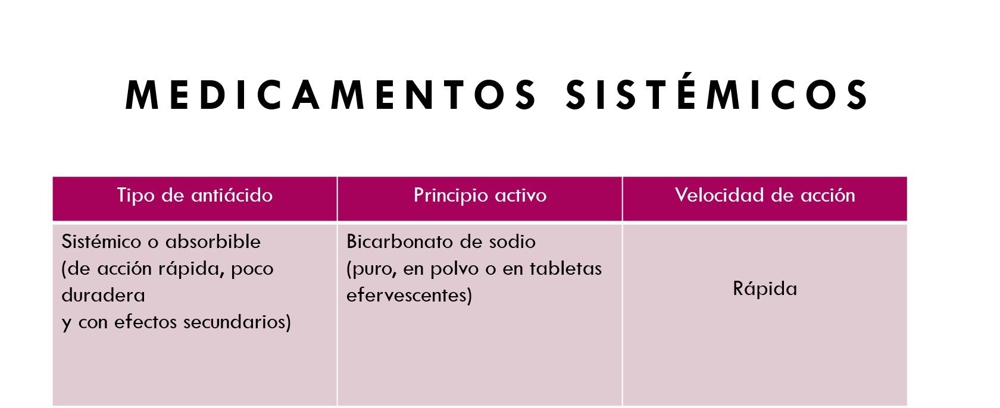 MEDICAMENTOS SISTÉMICOS
Tipo de antiácido
Principio activo
Velocidad de acción
Sistémico o absorbible
(de acción rápida, poco
duradera
y con efectos secundarios)
Bicarbonato de sodio
(puro, en polvo o en tabletas
efervescentes)
Rápida